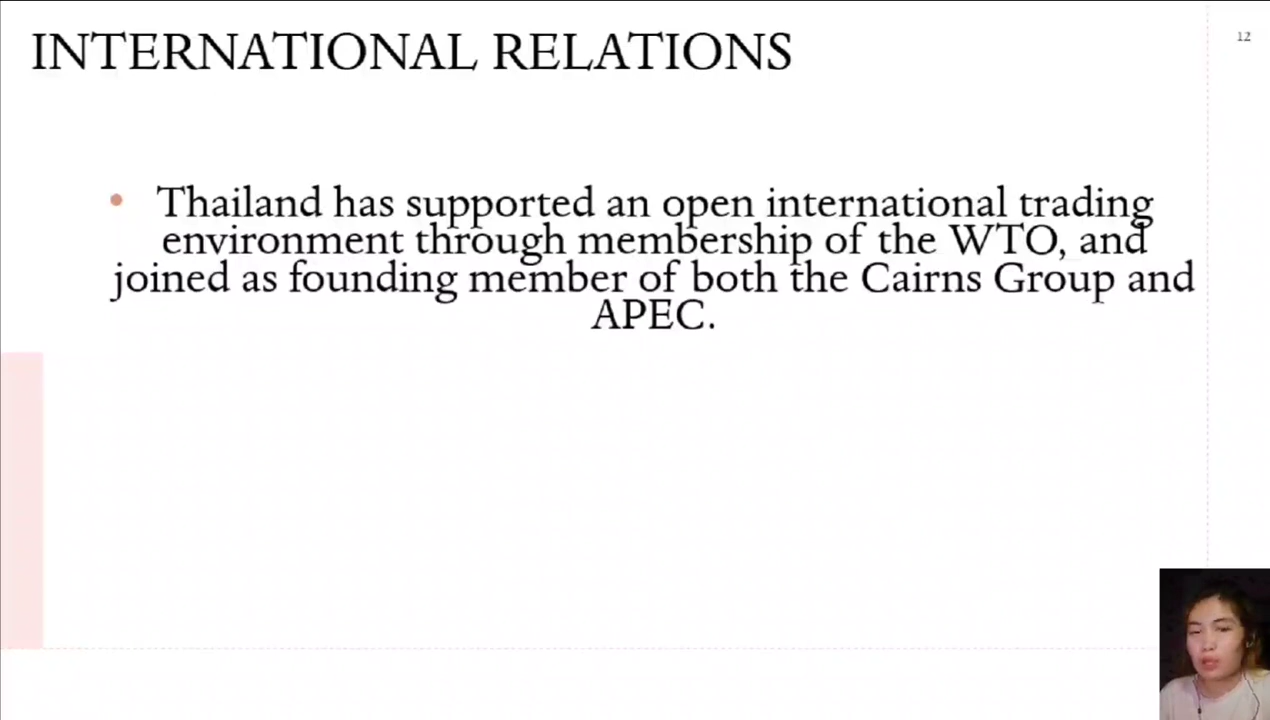 INTERNATIONAL RELATIONS
12
• Thailand has supported an open international trading
environment through membership of the WTO, and
joined as founding member of both the Cairns Group and
APEC.